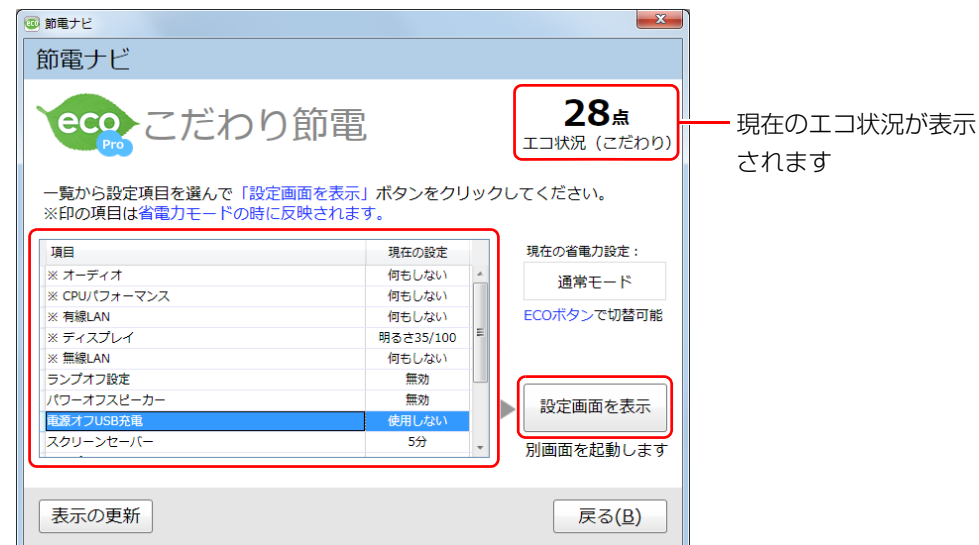 eco 節電ナビ
節電ナビ
eco Pro こだわり節電
28点
エコ状況（こだわり）
現在のエコ状況が表示
されます
一覧から設定項目を選んで「設定画面を表示」ボタンをクリックしてください。
※印の項目は省電力モードの時に反映されます。
項目 現在の設定
※ オーディオ 何もしない
※ CPUパフォーマンス 何もしない
※ 有線LAN 何もしない
※ ディスプレイ 明るさ35/100
※ 無線LAN 何もしない
ランプオフ設定 無効
パワーオフスピーカー 無効
電源オフUSB充電 使用しない
スクリーンセーバー 5分
現在の省電力設定：
通常モード
ECOボタンで切替可能
設定画面を表示
別画面を起動します
表示の更新
戻る(B)